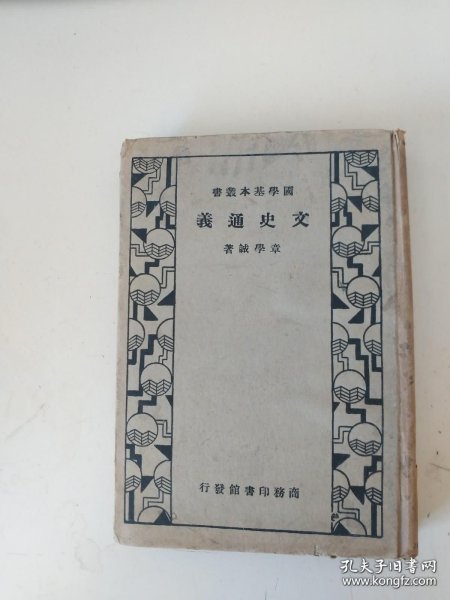 國學基本叢書
文史通義
章學誠著
商務印書館發行
孔夫子旧书网
www.kongfz.com